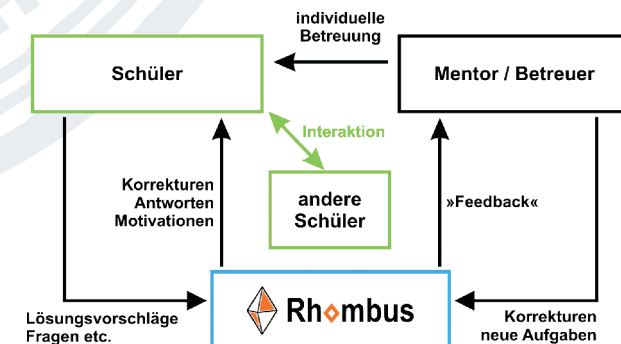 individuelle
Betreuung
Schüler
Mentor / Betreuer
Interaktion
Korrekturen
Antworten
Motivationen
andere
Schüler
»Feedback«
Rhombus
Lösungsvorschläge
Fragen etc.
Korrekturen
neue Aufgaben